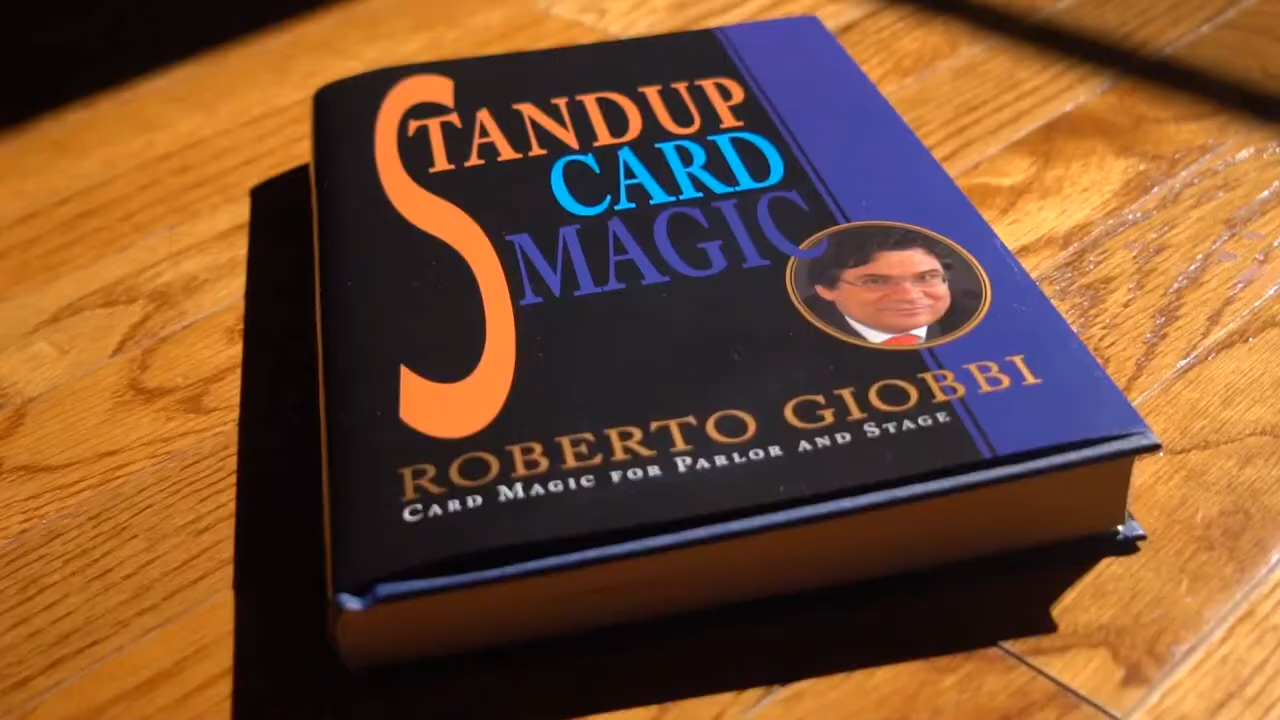 STANDUP
CARD
MAGIC
ROBERTO GIOBBI
CARD MAGIC FOR PARLOR AND STAGE